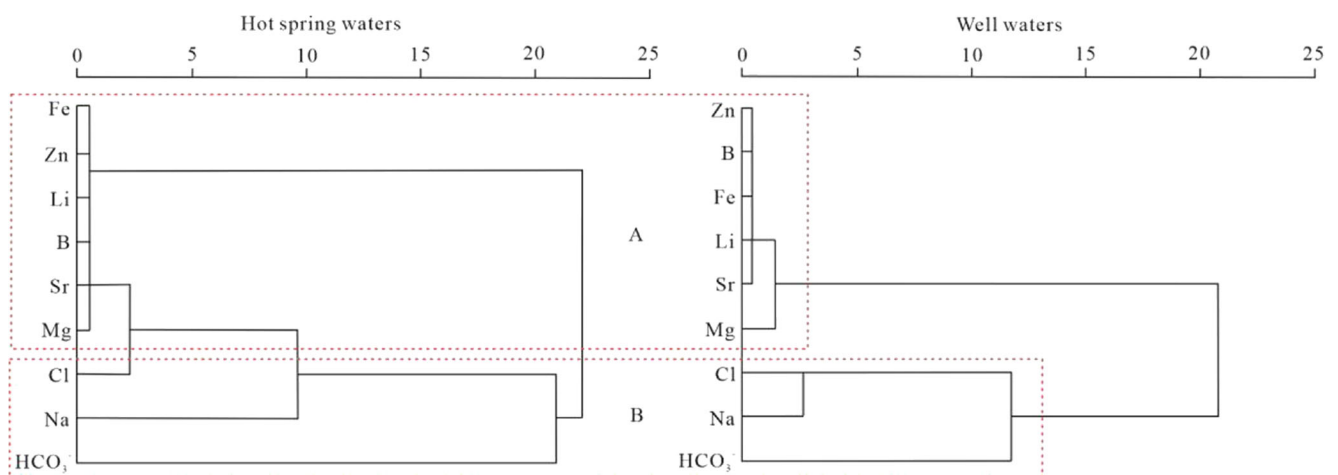 Hot spring waters
0 5 10 15 20 25
Fe
Zn
Li
B
Sr
Mg
Cl
Na
HCO₃⁻
A
B
Well waters
0 5 10 15 20 25
Zn
B
Fe
Li
Sr
Mg
Cl
Na
HCO₃⁻